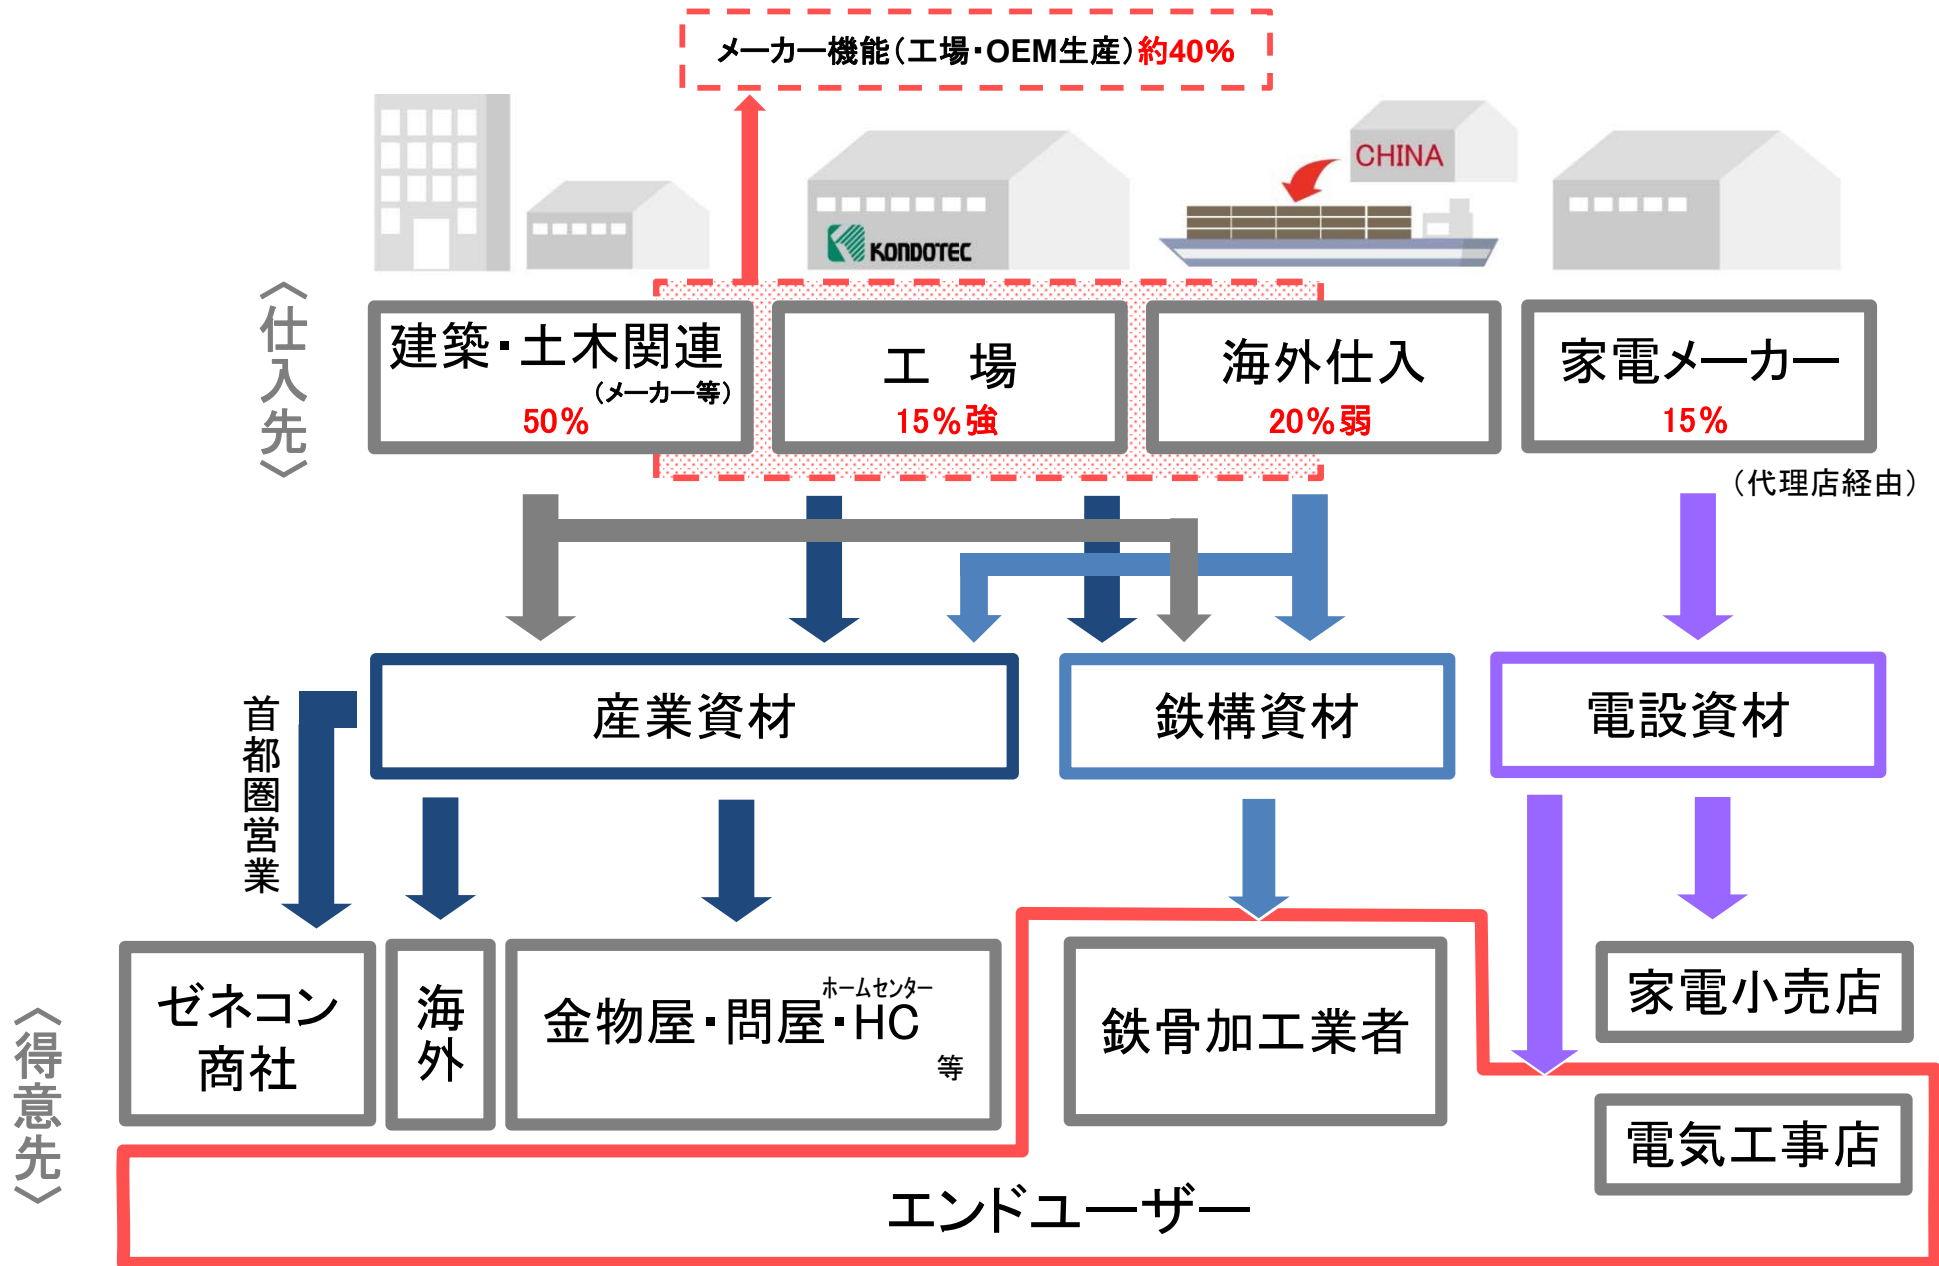 メーカー機能（工場・OEM生産）約40%
CHINA
KONDOTEC
〈仕入先〉
建築・土木関連
（メーカー等）
50%
工　場
15%強
海外仕入
20%弱
家電メーカー
15%
（代理店経由）
首都圏営業
産業資材
鉄構資材
電設資材
〈得意先〉
ゼネコン
商社
海外
ホームセンター
金物屋・問屋・HC
等
鉄骨加工業者
家電小売店
電気工事店
エンドユーザー